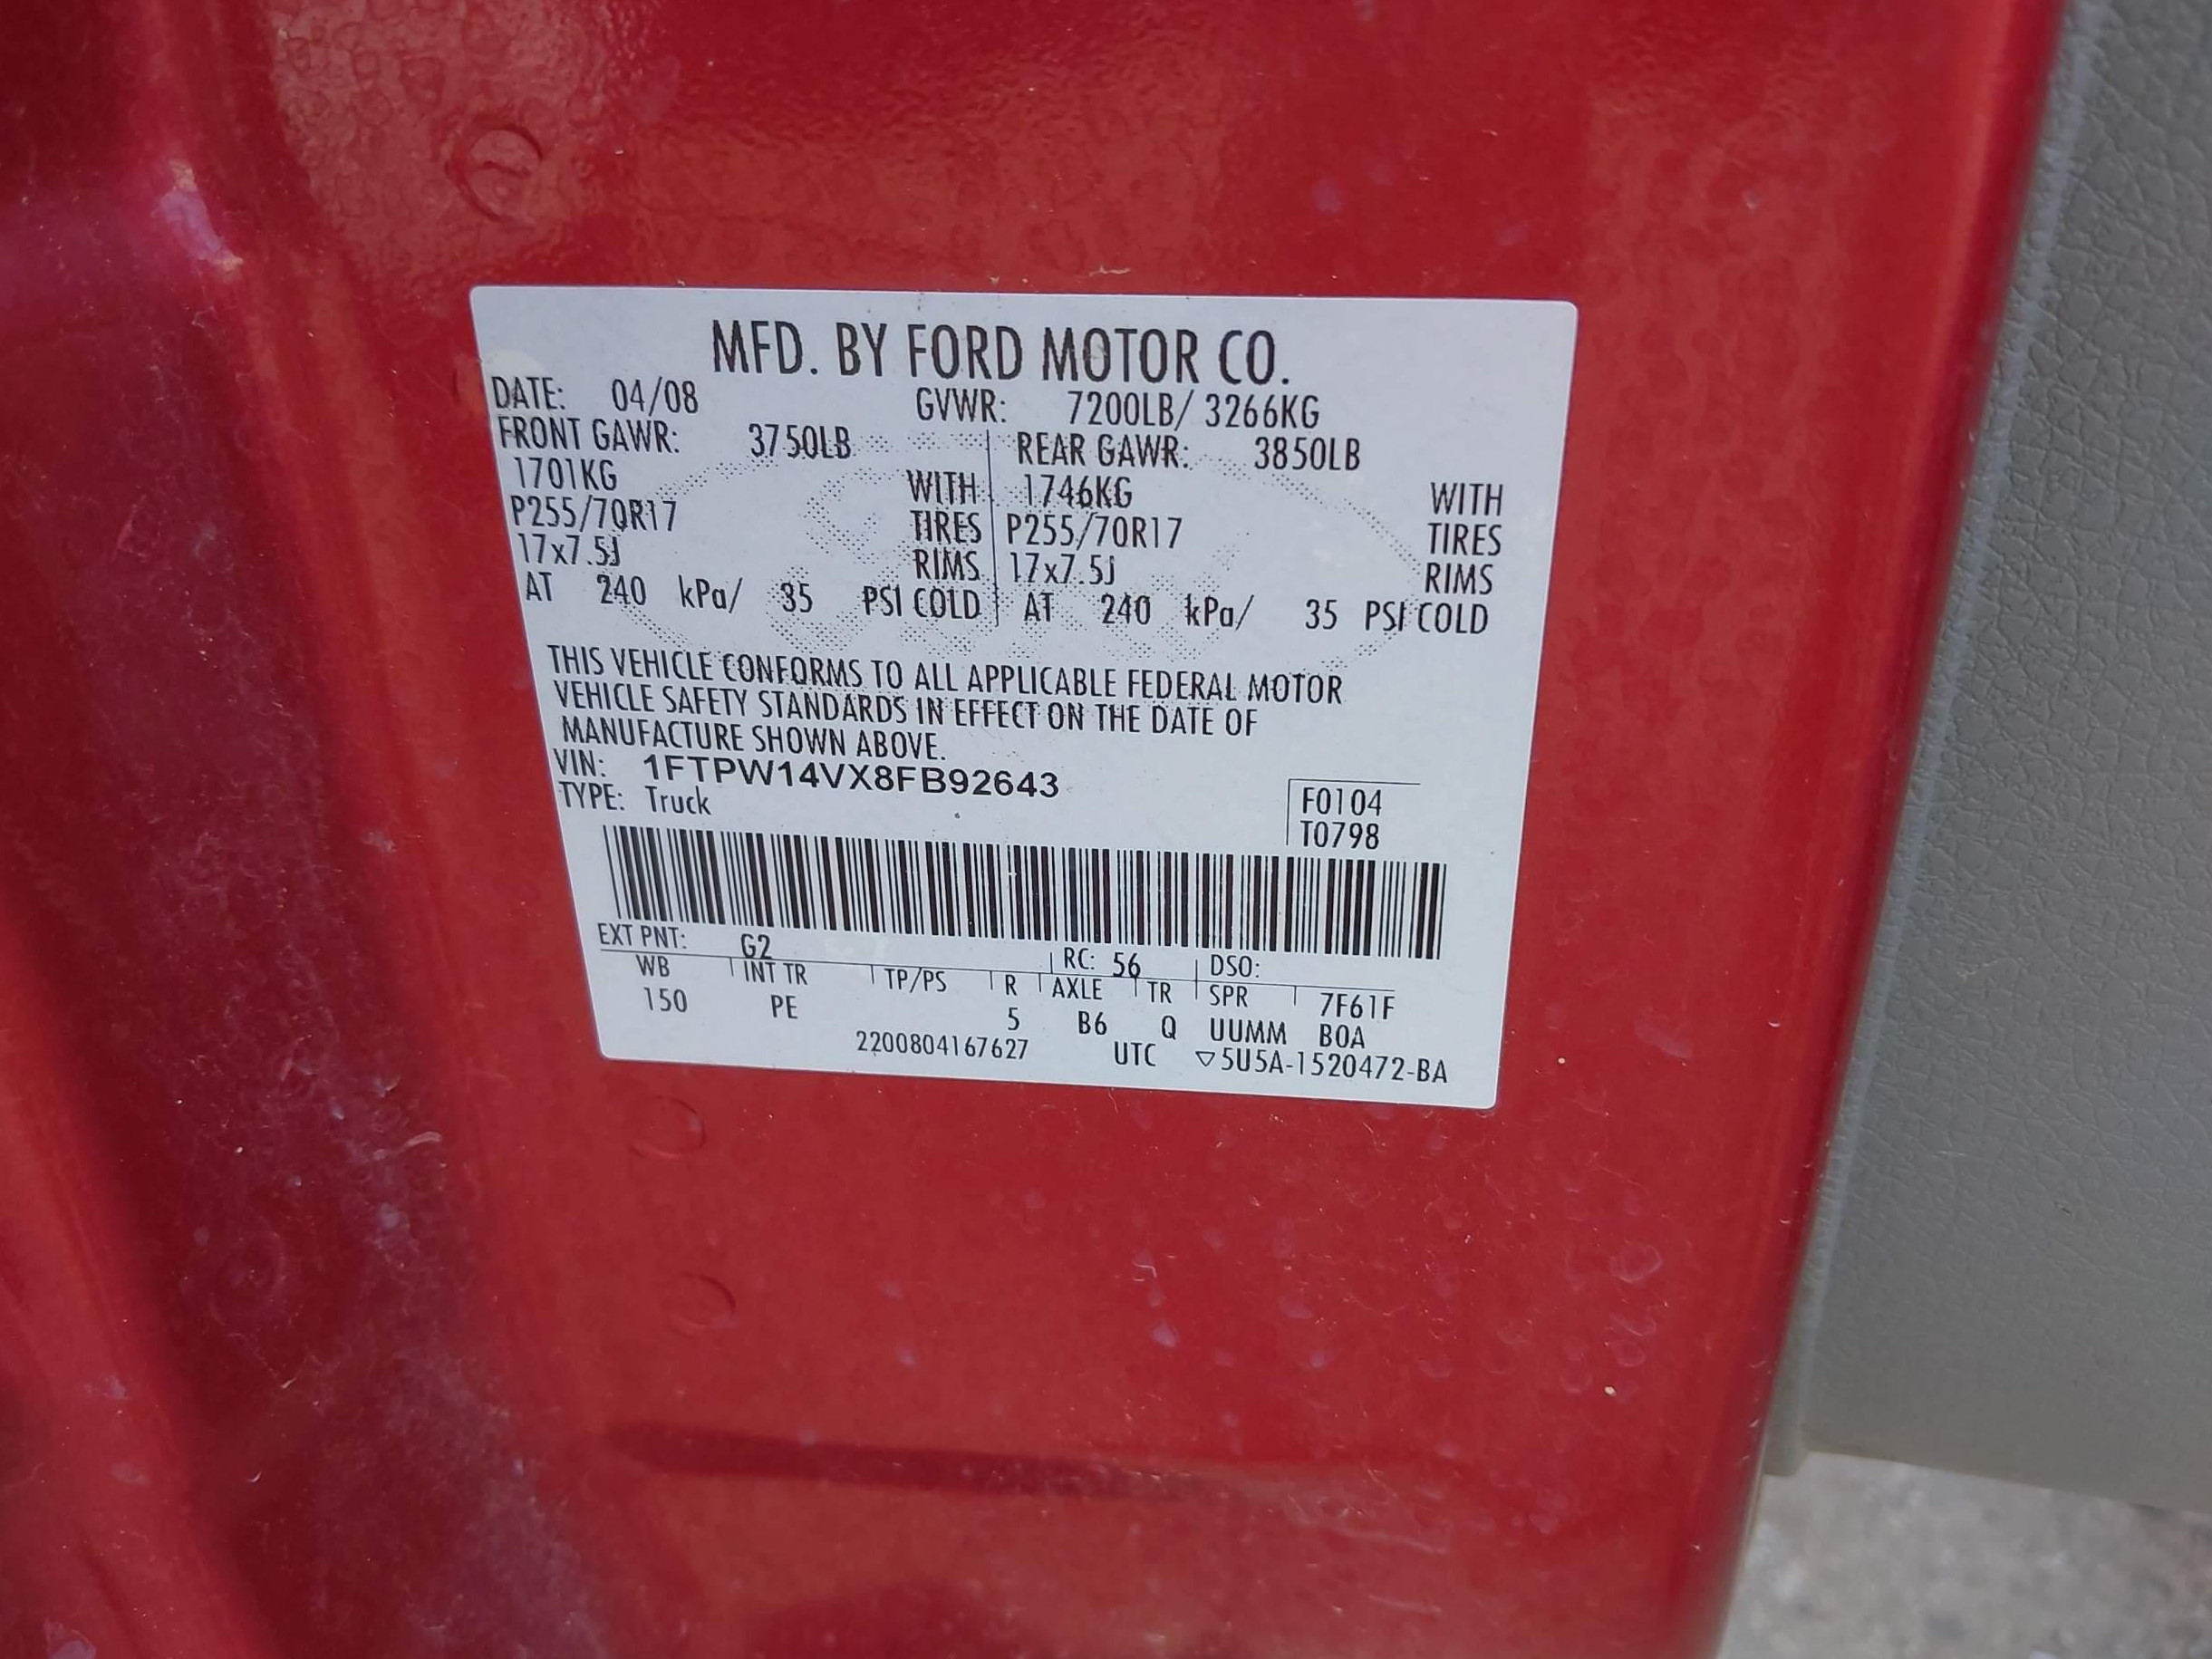 MFD. BY FORD MOTOR CO.
DATE: 04/08 GVWR: 7200LB/ 3266KG
FRONT GAWR: 3750LB REAR GAWR: 3850LB
1701KG WITH 1746KG WITH
P255/70R17 TIRES P255/70R17 TIRES
17x7.5J RIMS 17x7.5J RIMS
AT 240 kPa/ 35 PSI COLD AT 240 kPa/ 35 PSI COLD
THIS VEHICLE CONFORMS TO ALL APPLICABLE FEDERAL MOTOR
VEHICLE SAFETY STANDARDS IN EFFECT ON THE DATE OF
MANUFACTURE SHOWN ABOVE.
VIN: 1FTPW14VX8FB92643 F0104
TYPE: Truck T0798
EXT PNT: G2 RC: 56 DSO:
WB INT TR TP/PS R AXLE TR SPR 7F61F
150 PE 5 B6 Q UUMM B0A
2200804167627 UTC ▽5U5A-1520472-BA